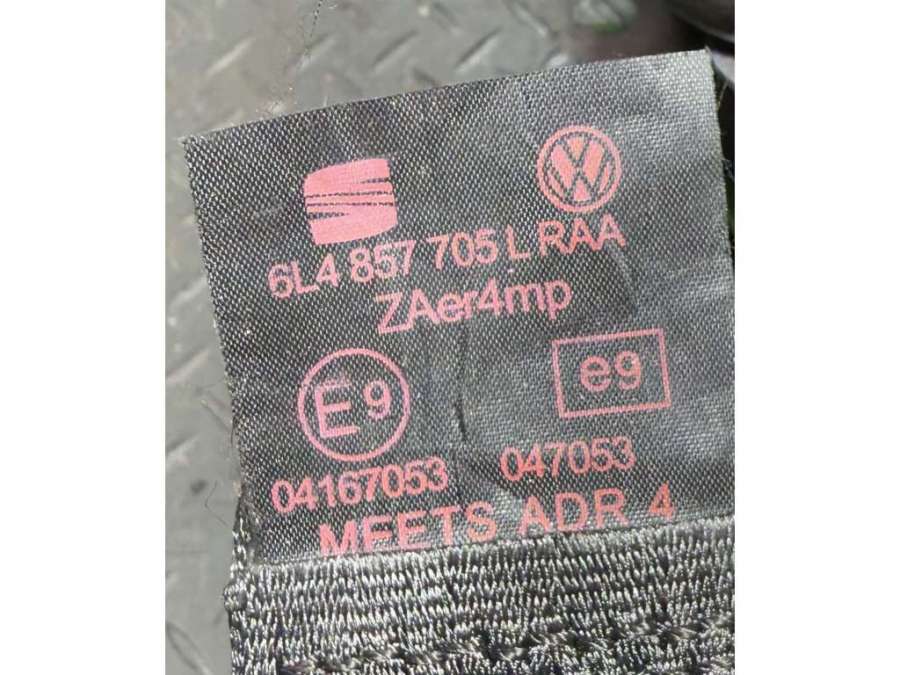 6L4 857 705 L RAA
ZAer4mp
E9 e9
04167053 047053
MEETS ADR 4